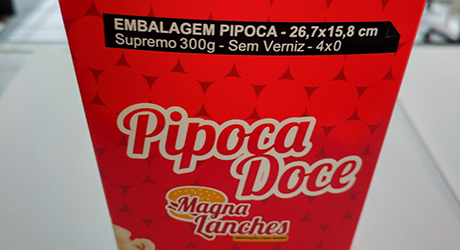 EMBALAGEM PIPOCA - 26,7x15,8 cm
Supremo 300g - Sem Verniz - 4x0
Pipoca
Doce
Magna
Lanches